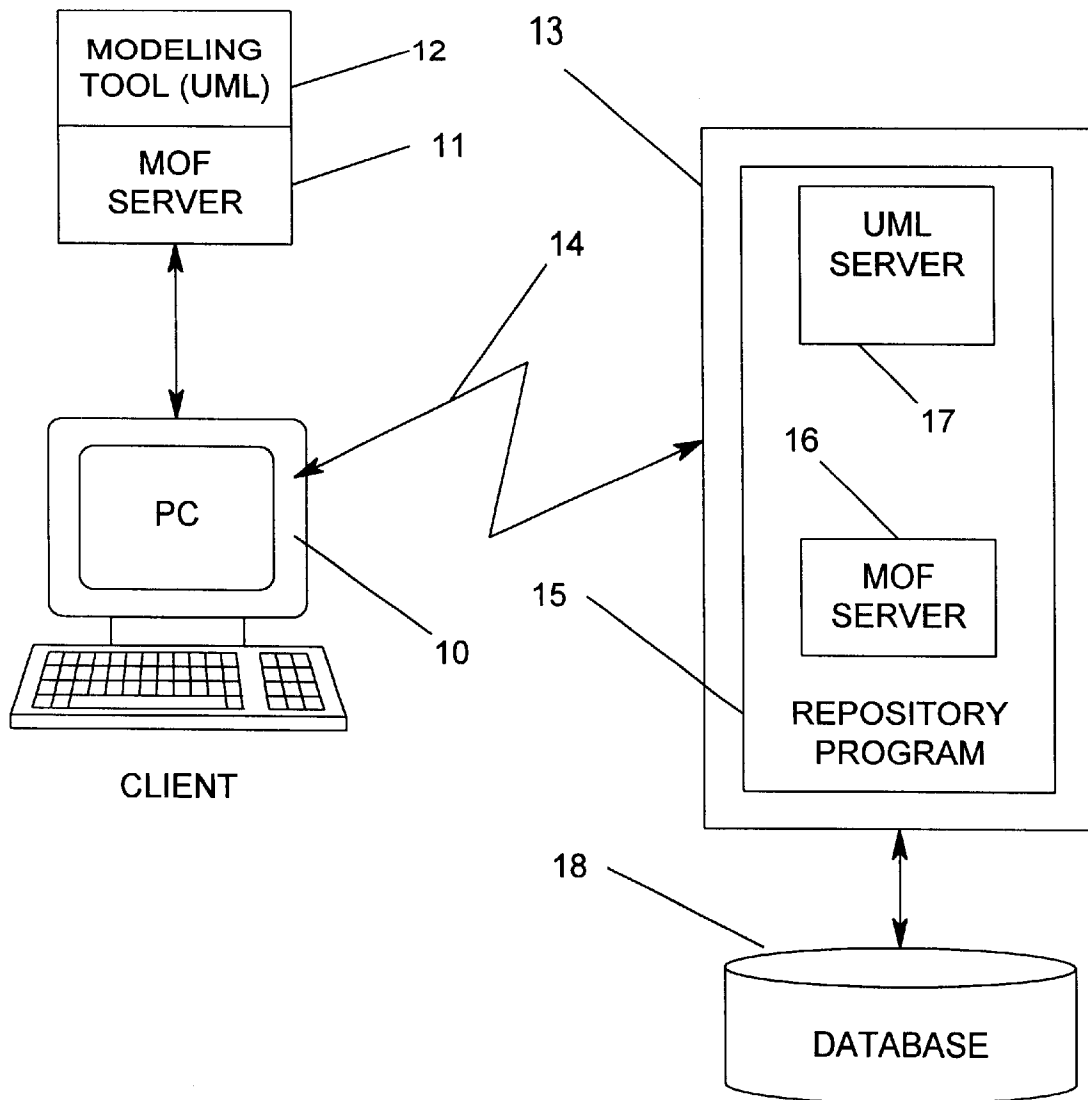 MODELING
TOOL (UML)
12
MOF
SERVER
11
13
14
UML
SERVER
17
16
MOF
SERVER
15
REPOSITORY
PROGRAM
PC
10
CLIENT
18
DATABASE